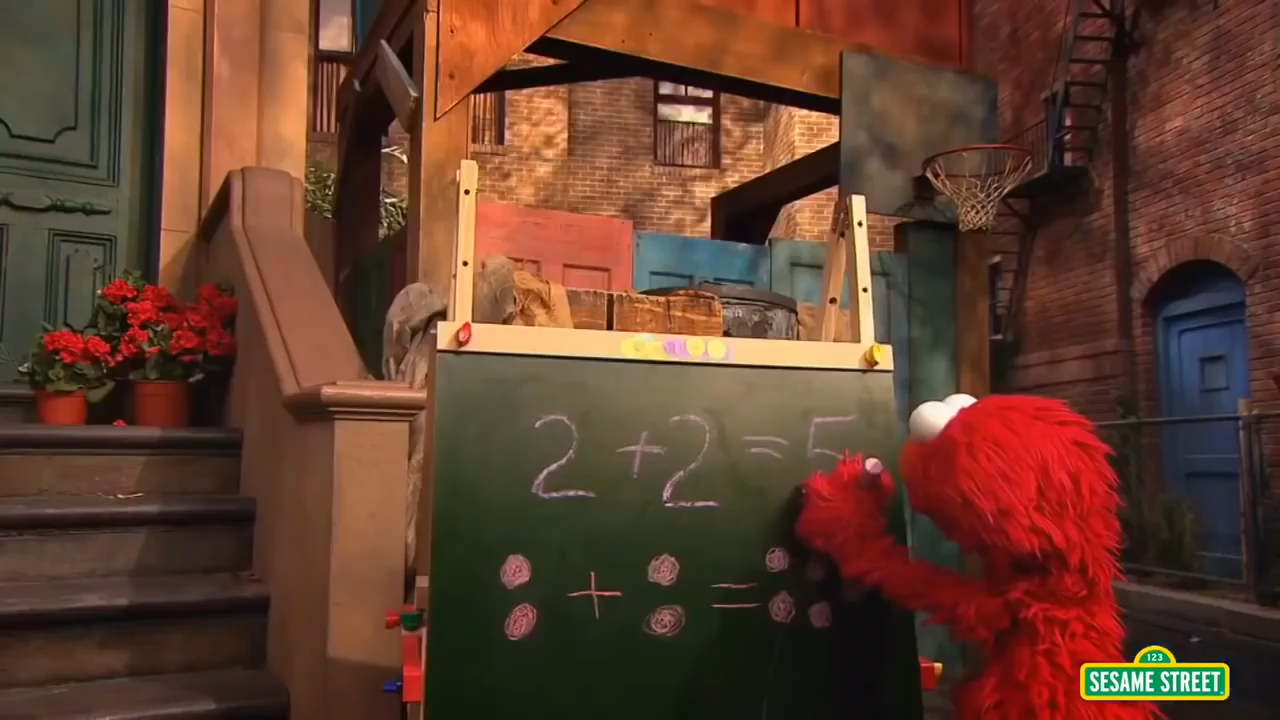 2 + 2 = 5
+ =
123
SESAME STREET